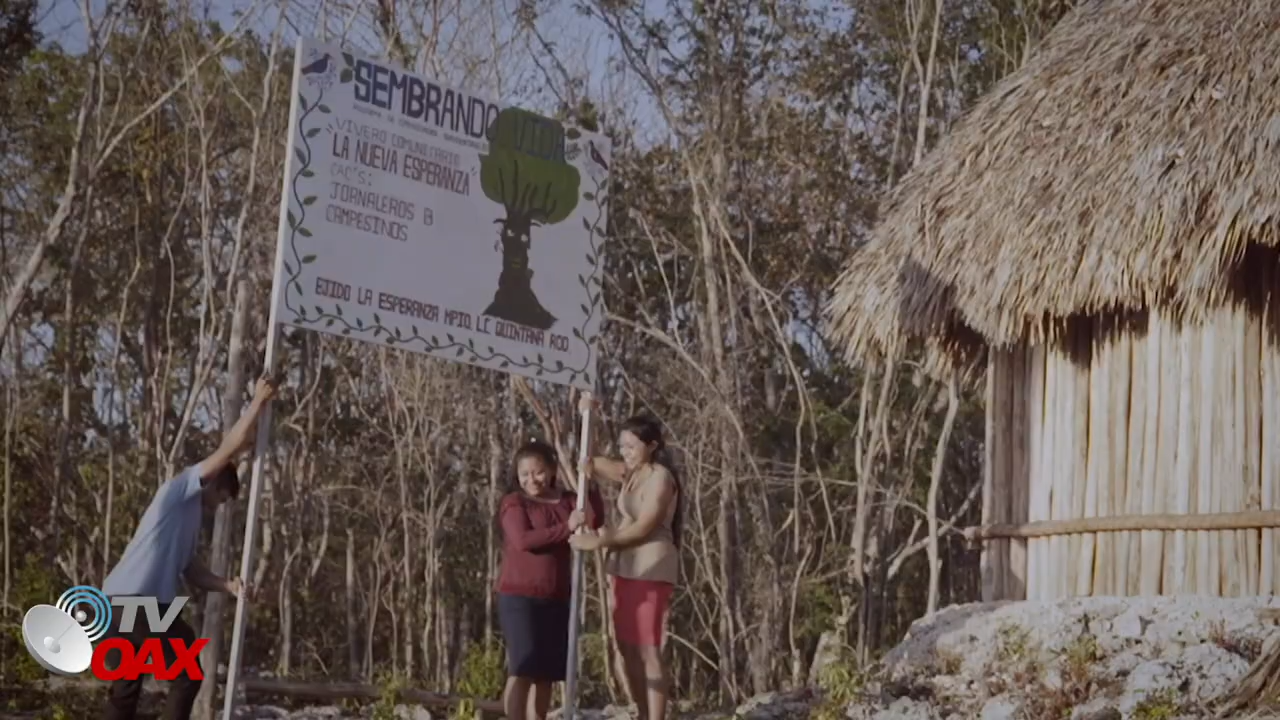 SEMBRANDO VIDA
"VIVERO COMUNITARIO
LA NUEVA ESPERANZA"
CAC'S:
JORNALEROS B
CAMPESINOS
EJIDO LA ESPERANZA MPIO. L.C QUINTANA ROO
TV
OAX